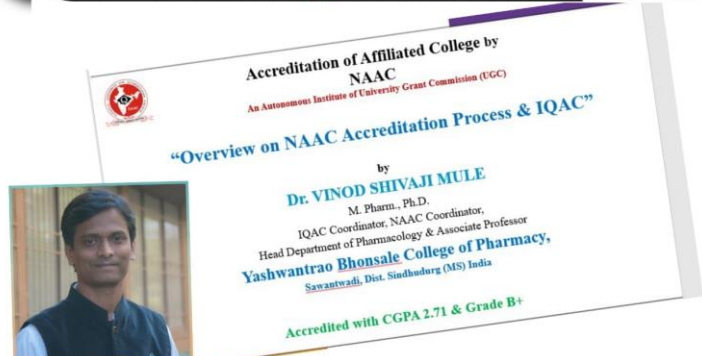 Accreditation of Affiliated College by
NAAC
An Autonomous Institute of University Grant Commission (UGC)
“Overview on NAAC Accreditation Process & IQAC”
by
Dr. VINOD SHIVAJI MULE
M. Pharm., Ph.D.
IQAC Coordinator, NAAC Coordinator,
Head Department of Pharmacology & Associate Professor
Yashwantrao Bhonsale College of Pharmacy,
Sawantwadi, Dist. Sindhudurg (MS) India
Accredited with CGPA 2.71 & Grade B+